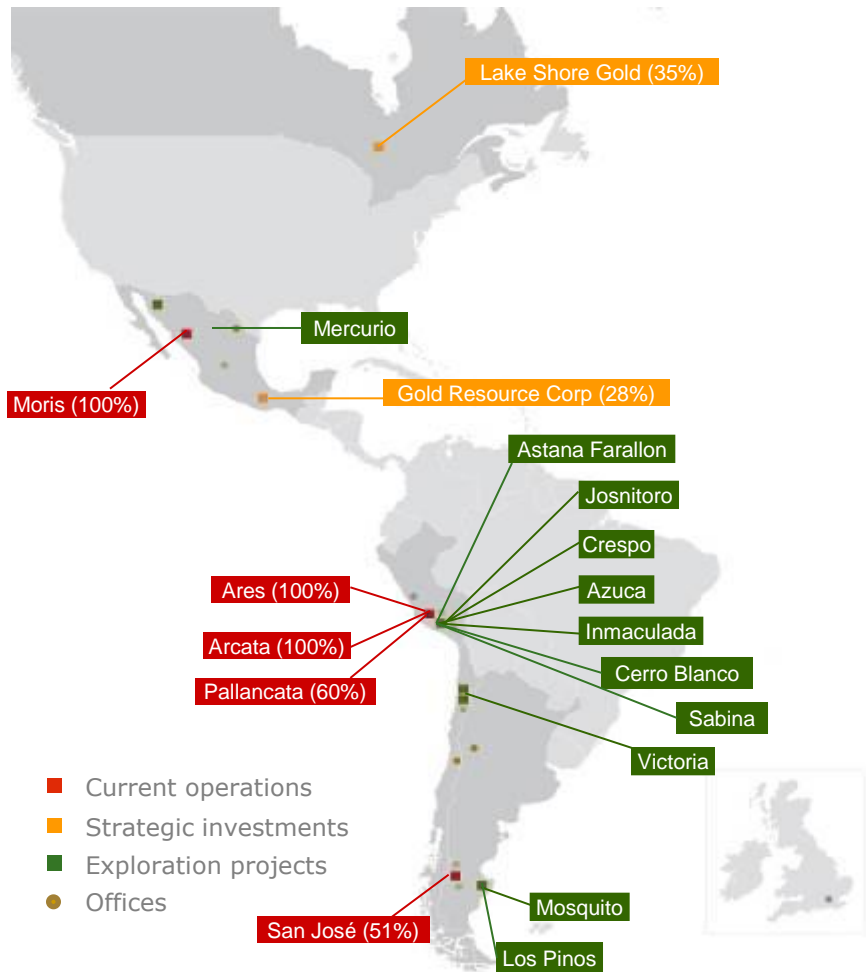 Lake Shore Gold (35%)
Mercurio
Moris (100%)
Gold Resource Corp (28%)
Astana Farallon
Josnitoro
Crespo
Ares (100%)
Azuca
Inmaculada
Arcata (100%)
Cerro Blanco
Pallancata (60%)
Sabina
Victoria
Current operations
Strategic investments
Exploration projects
Offices
Mosquito
San José (51%)
Los Pinos